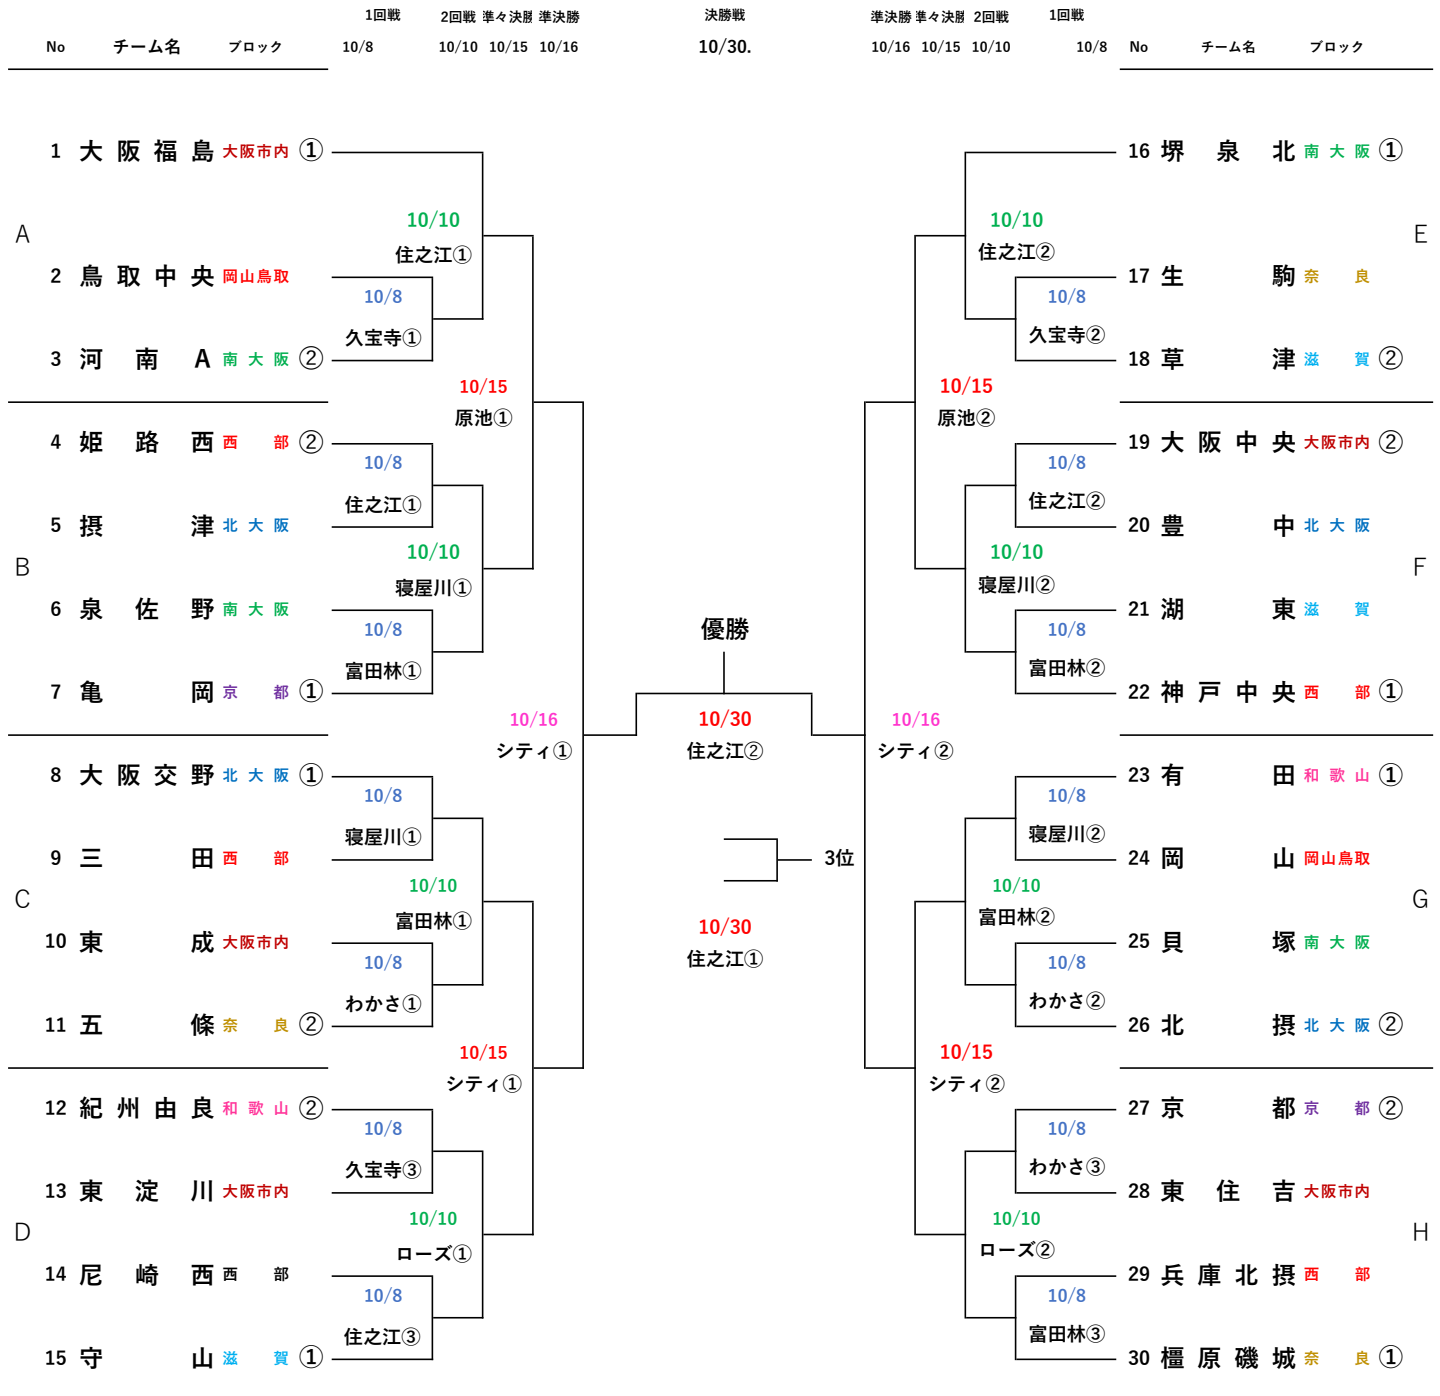 1回戦 2回戦 準々決勝 準決勝 決勝戦 準決勝 準々決勝 2回戦 1回戦
No チーム名 ブロック 10/8 10/10 10/15 10/16 10/30. 10/16 10/15 10/10 10/8 No チーム名 ブロック
1 大阪福島 大阪市内 ① 16 堺泉北 南大阪 ①
10/10 10/10
A E
住之江① 住之江②
2 鳥取中央 岡山鳥取 17 生駒 奈良
10/8 10/8
久宝寺① 久宝寺②
3 河南A 南大阪 ② 18 草津 滋賀 ②
10/15 10/15
原池① 原池②
4 姫路西 西部 ② 19 大阪中央 大阪市内 ②
10/8 10/8
住之江① 住之江②
5 摂津 北大阪 20 豊中 北大阪
10/10 10/10
B F
寝屋川① 寝屋川②
6 泉佐野 南大阪 21 湖東 滋賀
10/8 優勝 10/8
富田林① 富田林②
7 亀岡 京都 ① 22 神戸中央 西部 ①
10/16 10/30 10/16
シティ① 住之江② シティ②
8 大阪交野 北大阪 ① 23 有田 和歌山 ①
10/8 10/8
寝屋川① 寝屋川②
9 三田 西部 3位 24 岡山 岡山鳥取
10/10 10/10
C G
富田林① 10/30 富田林②
10 東成 大阪市内 25 貝塚 南大阪
10/8 住之江① 10/8
わかさ① わかさ②
11 五條 奈良 ② 26 北摂 北大阪 ②
10/15 10/15
シティ① シティ②
12 紀州由良 和歌山 ② 27 京都 京都 ②
10/8 10/8
久宝寺③ わかさ③
13 東淀川 大阪市内 28 東住吉 大阪市内
10/10 10/10
D H
ローズ① ローズ②
14 尼崎西 西部 29 兵庫北摂 西部
10/8 10/8
住之江③ 富田林③
15 守山 滋賀 ① 30 橿原磯城 奈良 ①